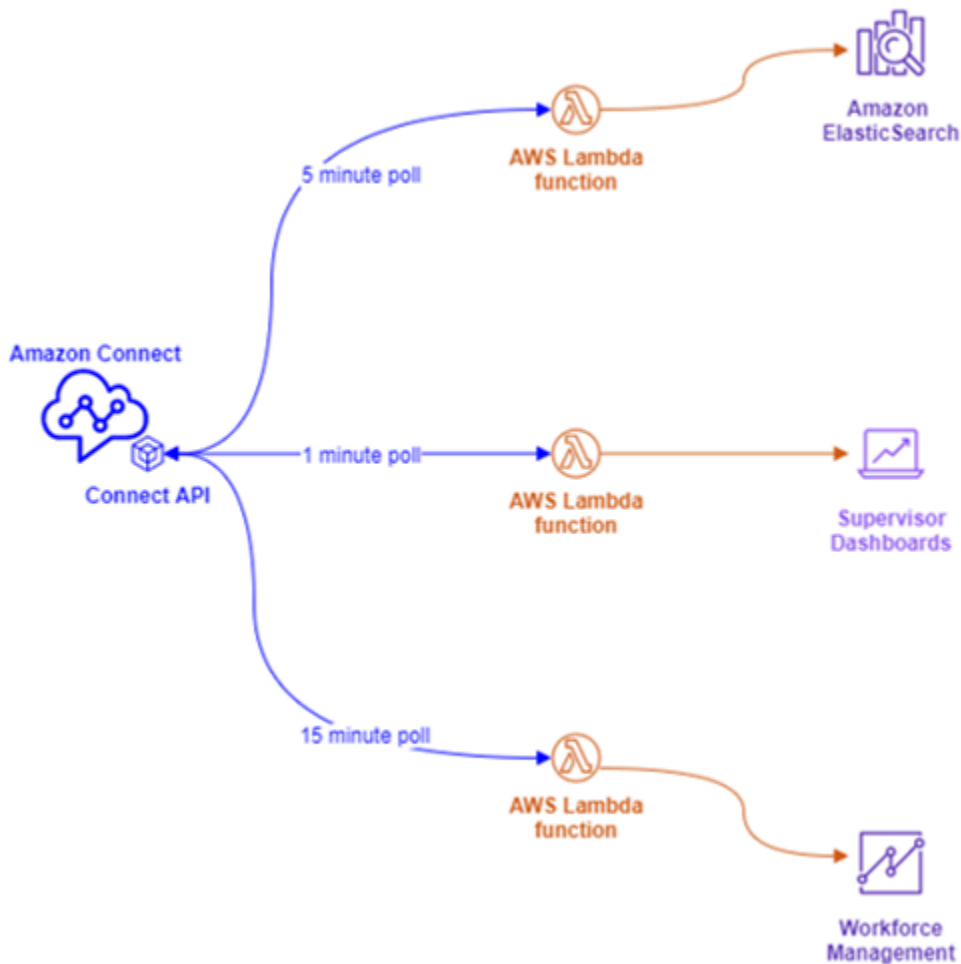 Amazon
ElasticSearch
AWS Lambda
function
5 minute poll
Amazon Connect
1 minute poll
Connect API
AWS Lambda
function
Supervisor
Dashboards
15 minute poll
AWS Lambda
function
Workforce
Management